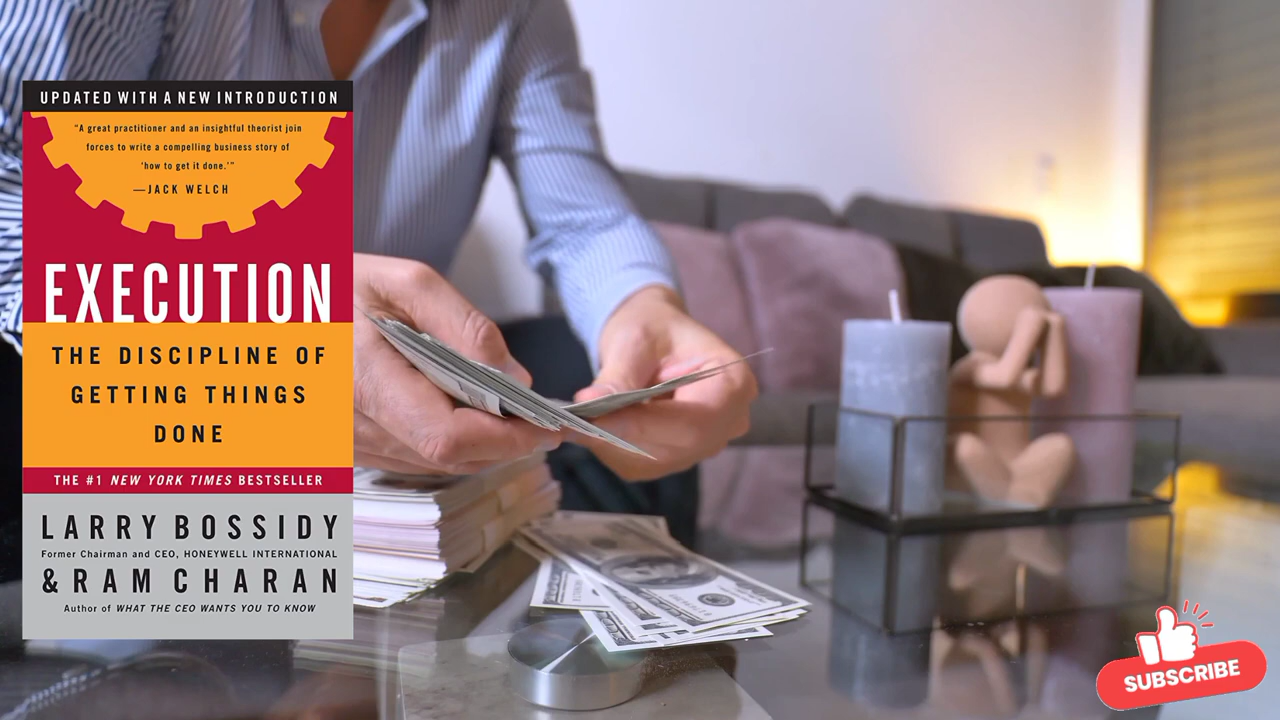 UPDATED WITH A NEW INTRODUCTION
"A great practitioner and an insightful theorist join
forces to write a compelling business story of
'how to get it done.'"
—JACK WELCH
EXECUTION
THE DISCIPLINE OF
GETTING THINGS
DONE
THE #1 NEW YORK TIMES BESTSELLER
LARRY BOSSIDY
Former Chairman and CEO, HONEYWELL INTERNATIONAL
& RAM CHARAN
Author of WHAT THE CEO WANTS YOU TO KNOW
SUBSCRIBE